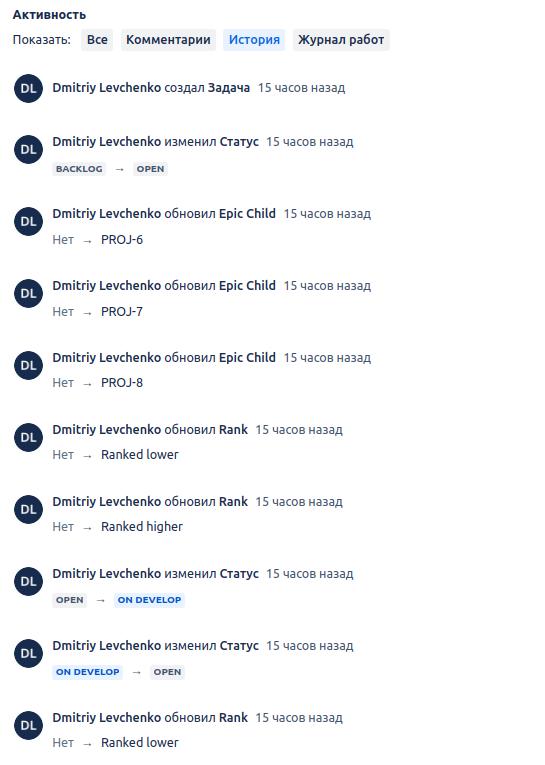 Активность
Показать: Все Комментарии История Журнал работ
DL Dmitriy Levchenko создал Задача 15 часов назад
DL Dmitriy Levchenko изменил Статус 15 часов назад
BACKLOG → OPEN
DL Dmitriy Levchenko обновил Epic Child 15 часов назад
Нет → PROJ-6
DL Dmitriy Levchenko обновил Epic Child 15 часов назад
Нет → PROJ-7
DL Dmitriy Levchenko обновил Epic Child 15 часов назад
Нет → PROJ-8
DL Dmitriy Levchenko обновил Rank 15 часов назад
Нет → Ranked lower
DL Dmitriy Levchenko обновил Rank 15 часов назад
Нет → Ranked higher
DL Dmitriy Levchenko изменил Статус 15 часов назад
OPEN → ON DEVELOP
DL Dmitriy Levchenko изменил Статус 15 часов назад
ON DEVELOP → OPEN
DL Dmitriy Levchenko обновил Rank 15 часов назад
Нет → Ranked lower